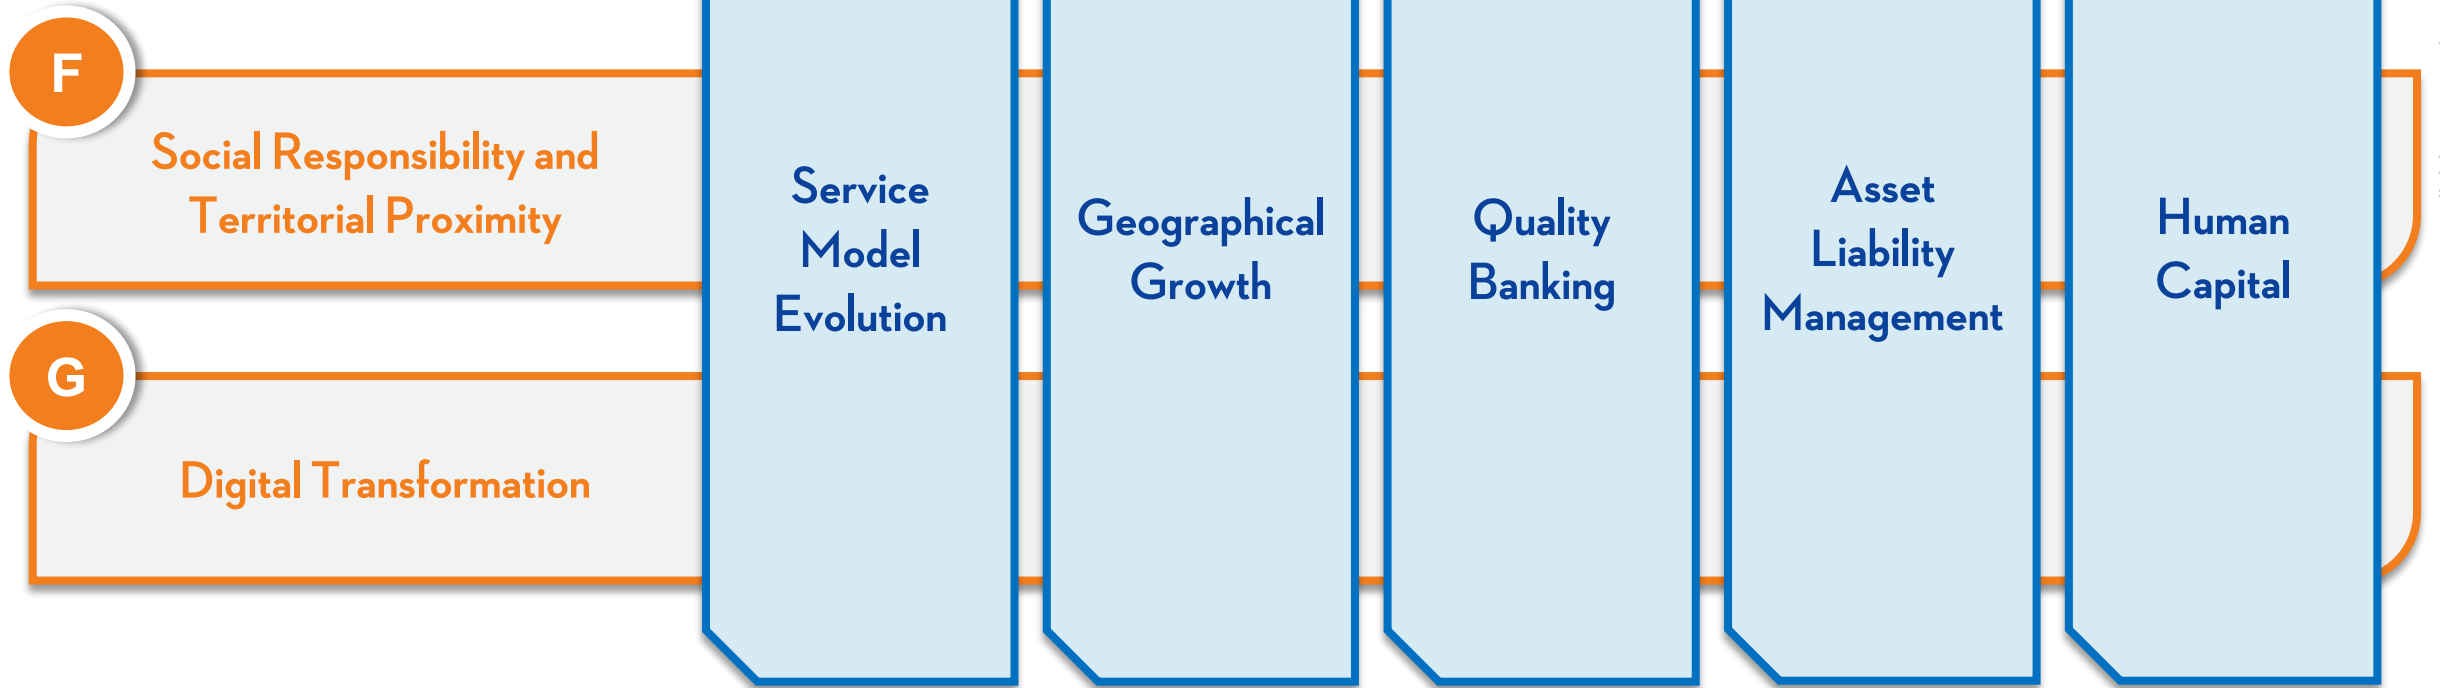 F
Social Responsibility and
Territorial Proximity
G
Digital Transformation
Service
Model
Evolution
Geographical
Growth
Quality
Banking
Asset
Liability
Management
Human
Capital